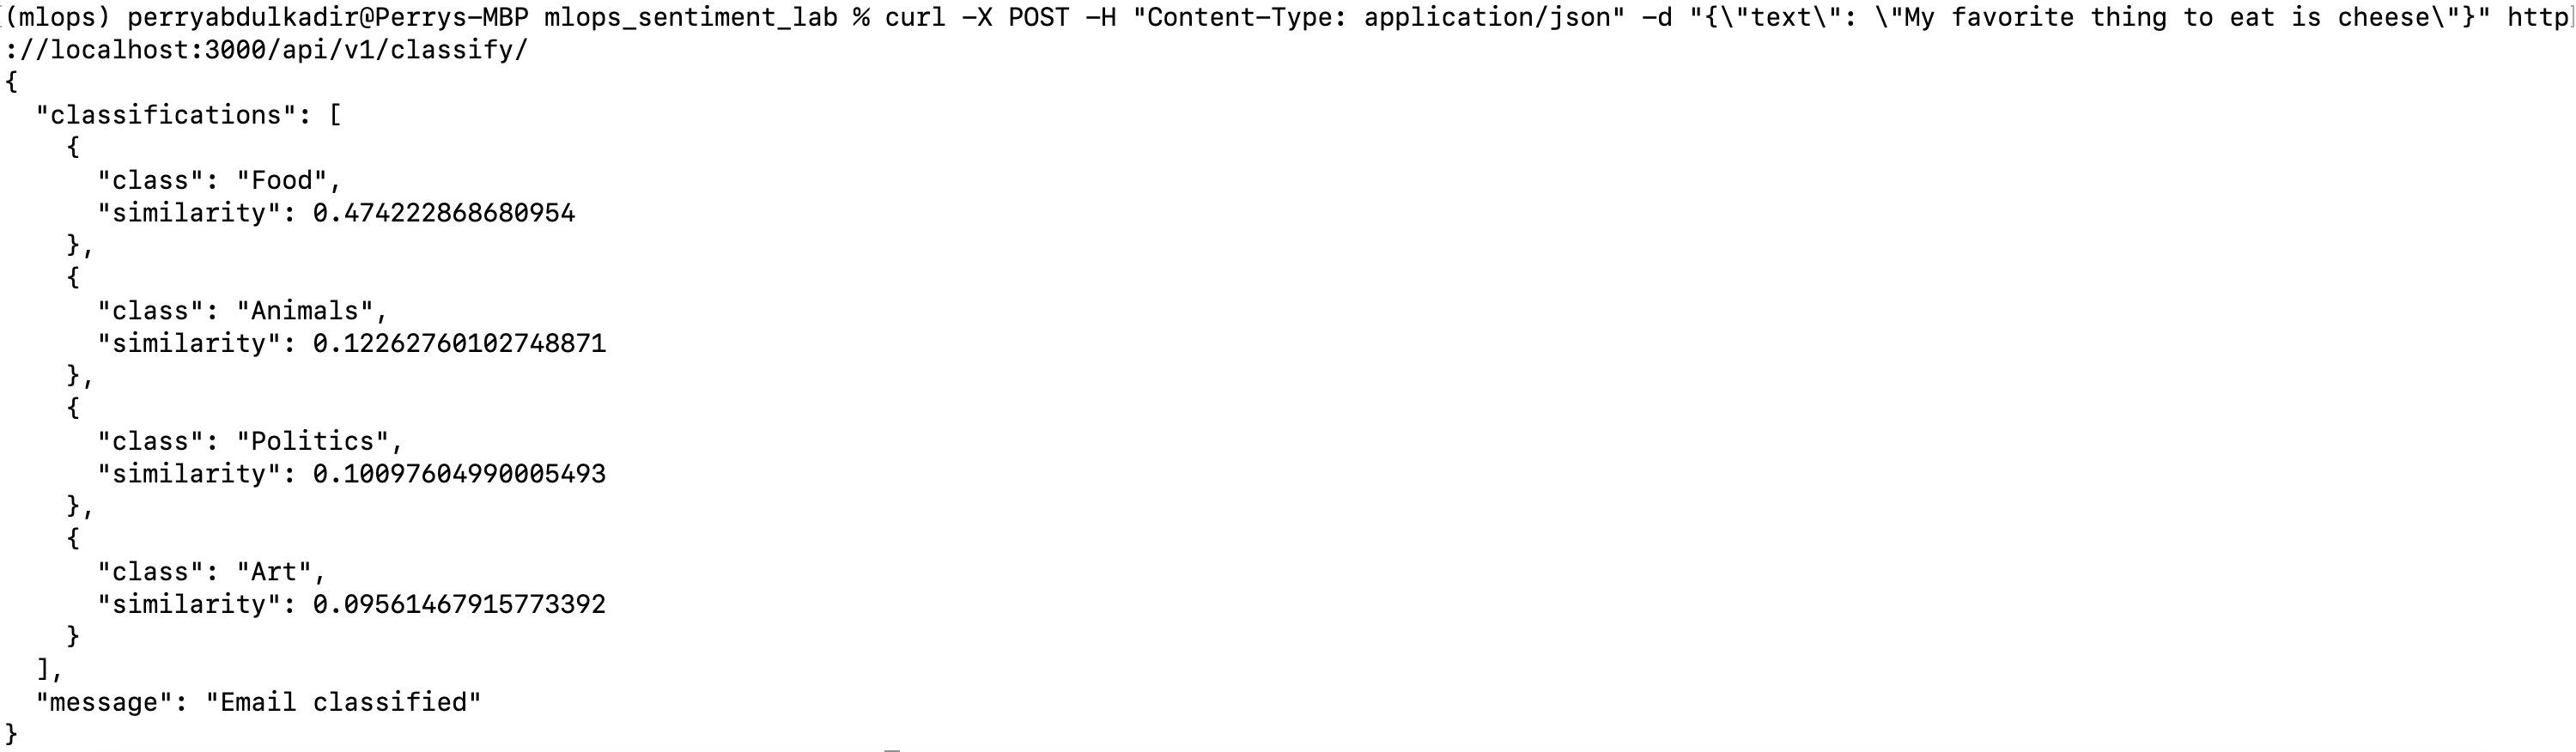 (mlops) perryabdulkadir@Perrys-MBP mlops_sentiment_lab % curl -X POST -H "Content-Type: application/json" -d "{\"text\": \"My favorite thing to eat is cheese\"}" http
://localhost:3000/api/v1/classify/
{
  "classifications": [
    {
      "class": "Food",
      "similarity": 0.474222868680954
    },
    {
      "class": "Animals",
      "similarity": 0.12262760102748871
    },
    {
      "class": "Politics",
      "similarity": 0.10097604990005493
    },
    {
      "class": "Art",
      "similarity": 0.09561467915773392
    }
  ],
  "message": "Email classified"
}